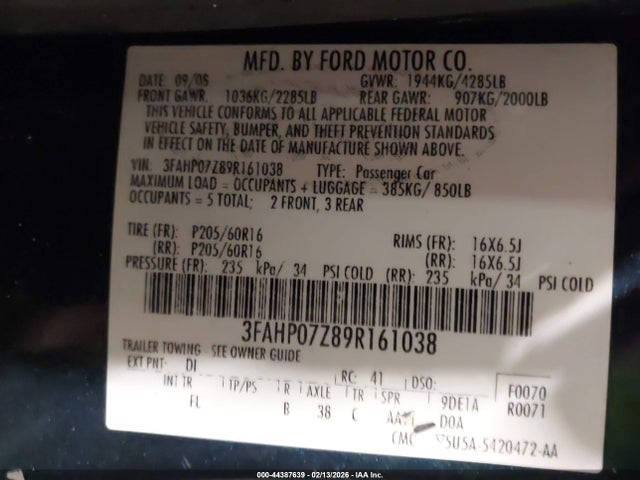 MFD. BY FORD MOTOR CO.
DATE: 09/08 GVWR: 1944KG/4285LB
FRONT GAWR: 1036KG/2285LB REAR GAWR: 907KG/2000LB
THIS VEHICLE CONFORMS TO ALL APPLICABLE FEDERAL MOTOR
VEHICLE SAFETY, BUMPER, AND THEFT PREVENTION STANDARDS
IN EFFECT ON THE DATE OF MANUFACTURE SHOWN ABOVE.
VIN: 3FAHP07Z89R161038 TYPE: Passenger Car
MAXIMUM LOAD = OCCUPANTS + LUGGAGE = 385KG/ 850LB
OCCUPANTS = 5 TOTAL; 2 FRONT, 3 REAR
TIRE (FR): P205/60R16 RIMS (FR): 16X6.5J
(RR): P205/60R16 (RR): 16X6.5J
PRESSURE (FR): 235 kPa/ 34 PSI COLD (RR): 235 kPa/ 34 PSI COLD
3FAHP07Z89R161038
TRAILER TOWING - SEE OWNER GUIDE
EXT PNT: DI RC: 41 DSO: F0070
INT TR TP/PS R AXLE TR SPR 9DE1A R0071
FL B 38 C D0A
CMC 5U5A-5420472-AA
000-44387639 - 02/13/2026 - IAA Inc.